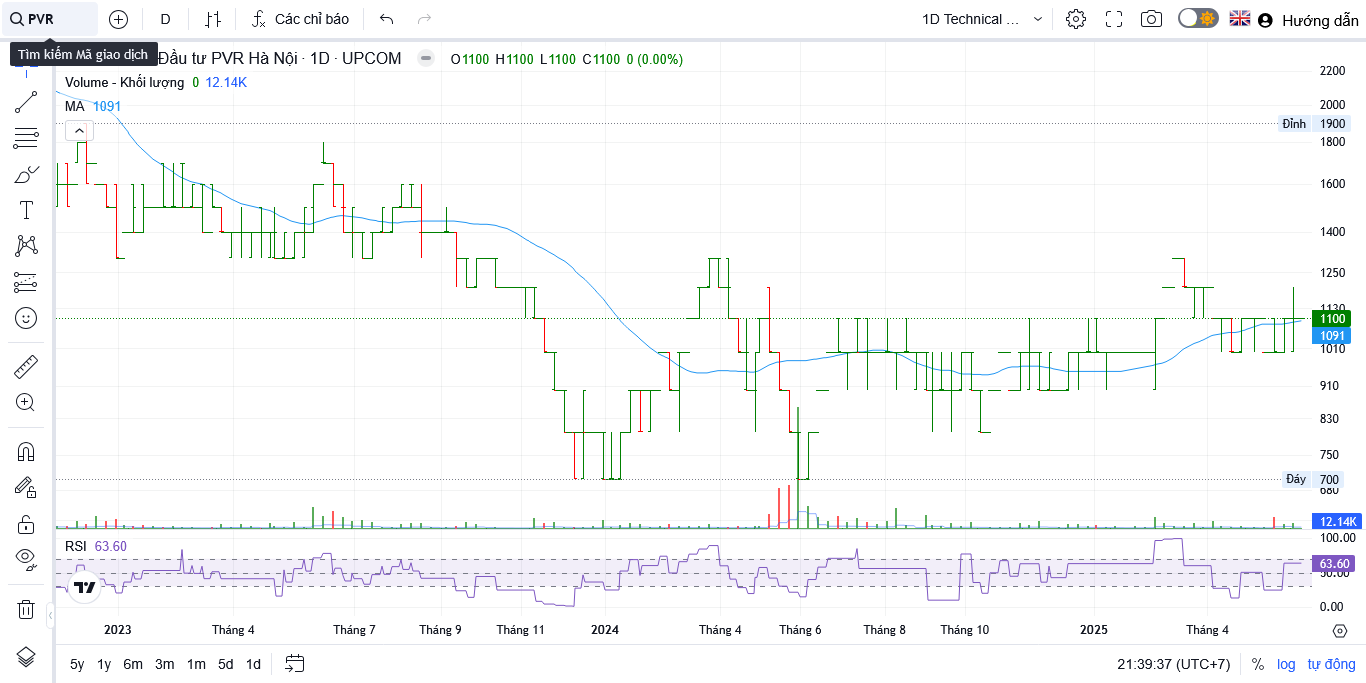 PVR
D
Các chỉ báo
1D Technical ...
Hướng dẫn
Tìm kiếm Mã giao dịch
Đầu tư PVR Hà Nội · 1D · UPCOM
O1100 H1100 L1100 C1100 0 (0.00%)
Volume - Khối lượng 0 12.14K
MA 1091
2200
2000
Đỉnh 1900
1800
1600
1400
1250
1130
1100
1091
1010
910
830
750
Đáy 700
680
12.14K
RSI 63.60
100.00
63.60
50.00
0.00
2023 Tháng 4 Tháng 7 Tháng 9 Tháng 11 2024 Tháng 4 Tháng 6 Tháng 8 Tháng 10 2025 Tháng 4
5y 1y 6m 3m 1m 5d 1d
21:39:37 (UTC+7) % log tự động